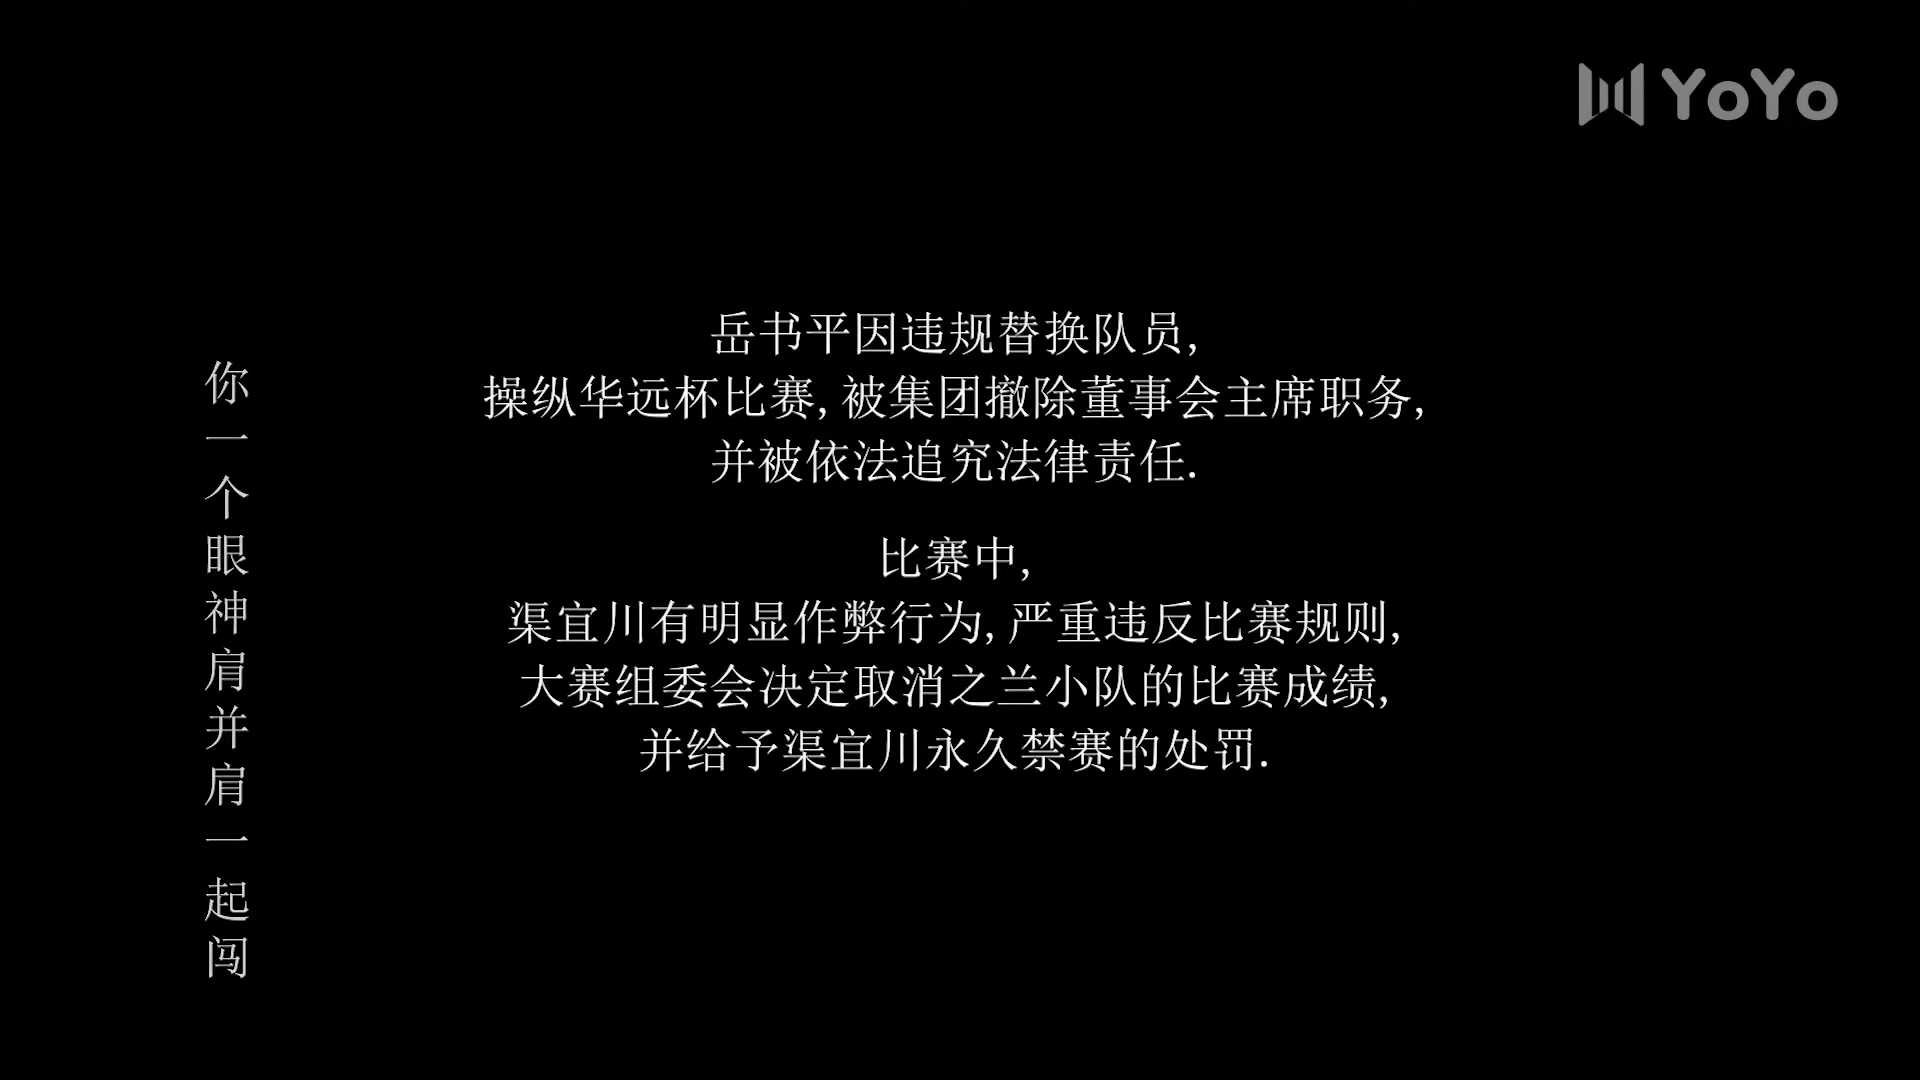 YoYo
岳书平因违规替换队员,
操纵华远杯比赛,被集团撤除董事会主席职务,
并被依法追究法律责任.
比赛中,
渠宜川有明显作弊行为,严重违反比赛规则,
大赛组委会决定取消之兰小队的比赛成绩,
并给予渠宜川永久禁赛的处罚.
你一个眼神肩并肩一起闯